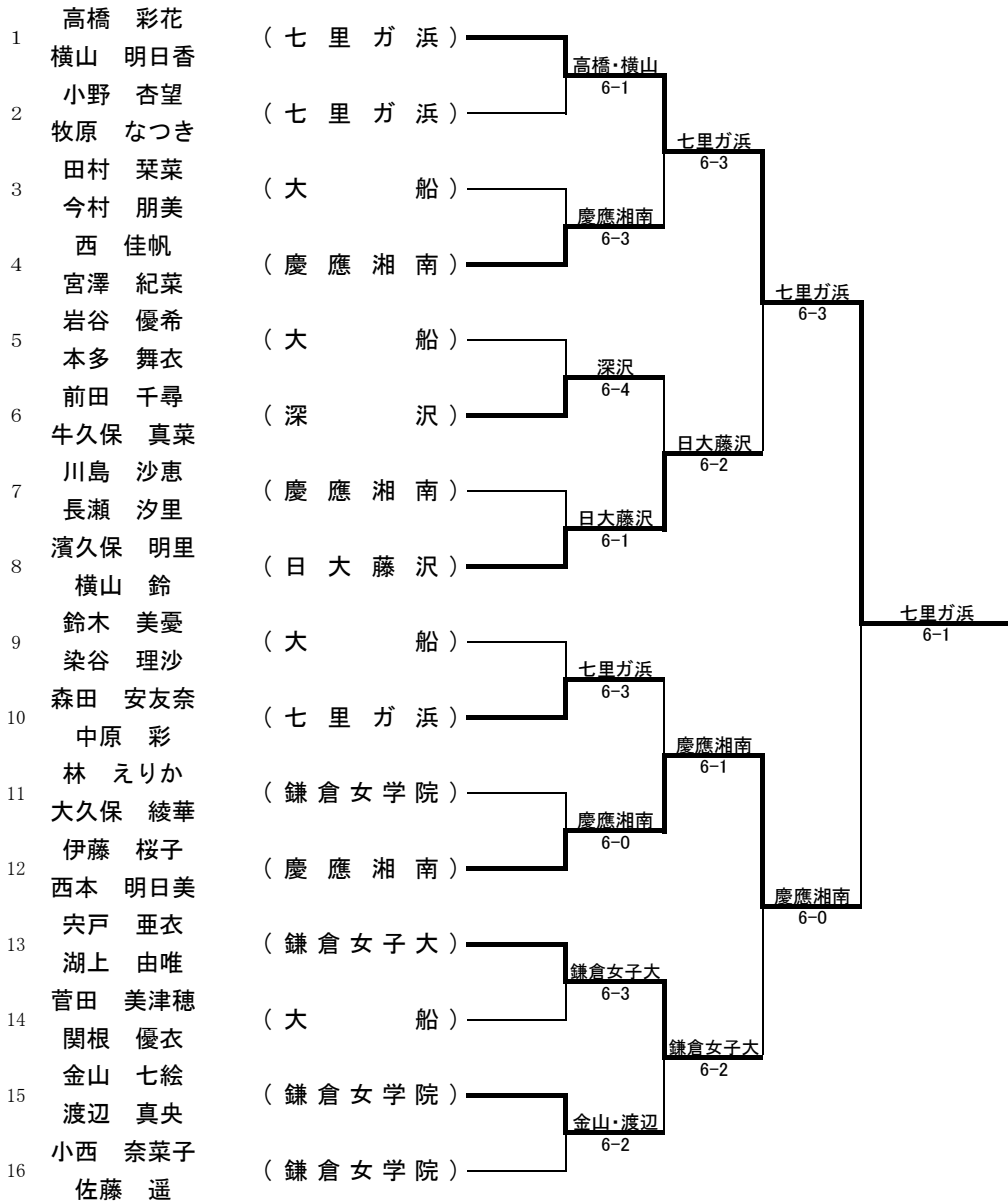 高橋　彩花
1 （七里ガ浜）
横山　明日香
高橋・横山
6-1
小野　杏望
2 （七里ガ浜）
牧原　なつき
七里ガ浜
6-3
田村　栞菜
3 （大船）
今村　朋美
慶應湘南
6-3
西　佳帆
4 （慶應湘南）
宮澤　紀菜
七里ガ浜
6-3
岩谷　優希
5 （大船）
本多　舞衣
深沢
6-4
前田　千尋
6 （深沢）
牛久保　真菜
日大藤沢
6-2
川島　沙恵
7 （慶應湘南）
長瀬　汐里
日大藤沢
6-1
濱久保　明里
8 （日大藤沢）
横山　鈴
七里ガ浜
6-1
鈴木　美憂
9 （大船）
染谷　理沙
七里ガ浜
6-3
森田　安友奈
10 （七里ガ浜）
中原　彩
慶應湘南
6-1
林　えりか
11 （鎌倉女学院）
大久保　綾華
慶應湘南
6-0
伊藤　桜子
12 （慶應湘南）
西本　明日美
慶應湘南
6-0
宍戸　亜衣
13 （鎌倉女子大）
湖上　由唯
鎌倉女子大
6-3
菅田　美津穂
14 （大船）
関根　優衣
鎌倉女子大
6-2
金山　七絵
15 （鎌倉女学院）
渡辺　真央
金山・渡辺
6-2
小西　奈菜子
16 （鎌倉女学院）
佐藤　遥